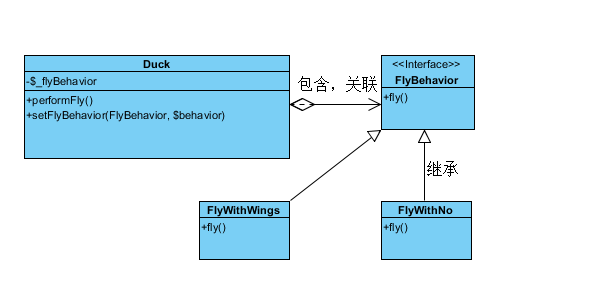 Duck
-$_flyBehavior
+performFly()
+setFlyBehavior(FlyBehavior, $behavior)
包含，关联
<<Interface>>
FlyBehavior
+fly()
继承
FlyWithWings
+fly()
FlyWithNo
+fly()